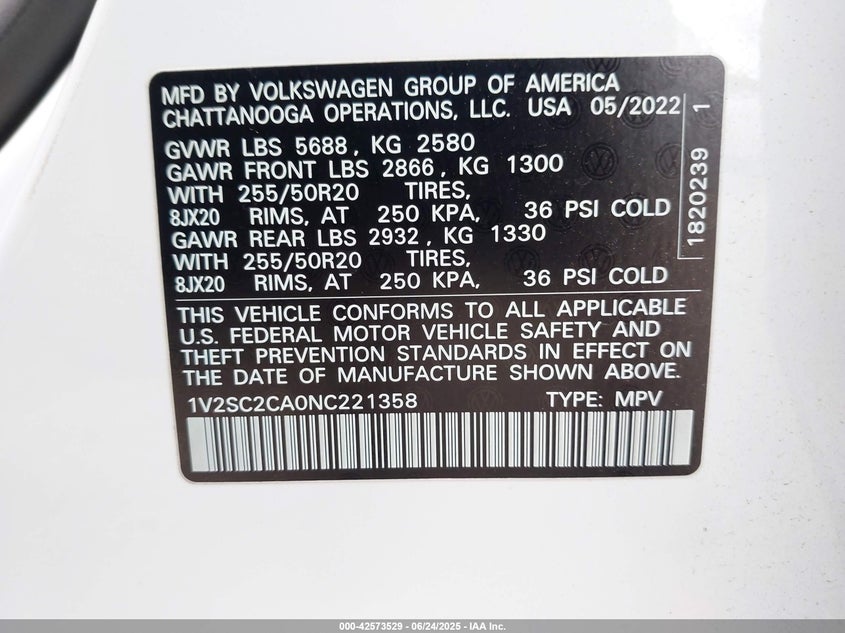 MFD BY VOLKSWAGEN GROUP OF AMERICA
CHATTANOOGA OPERATIONS, LLC. USA 05/2022
GVWR LBS 5688, KG 2580
GAWR FRONT LBS 2866, KG 1300
WITH 255/50R20 TIRES,
8JX20 RIMS, AT 250 KPA, 36 PSI COLD
GAWR REAR LBS 2932, KG 1330
WITH 255/50R20 TIRES,
8JX20 RIMS, AT 250 KPA, 36 PSI COLD
THIS VEHICLE CONFORMS TO ALL APPLICABLE
U.S. FEDERAL MOTOR VEHICLE SAFETY AND
THEFT PREVENTION STANDARDS IN EFFECT ON
THE DATE OF MANUFACTURE SHOWN ABOVE.
1V2SC2CA0NC221358 TYPE: MPV
1820239 1
000-42573529 - 06/24/2025 - IAA Inc.